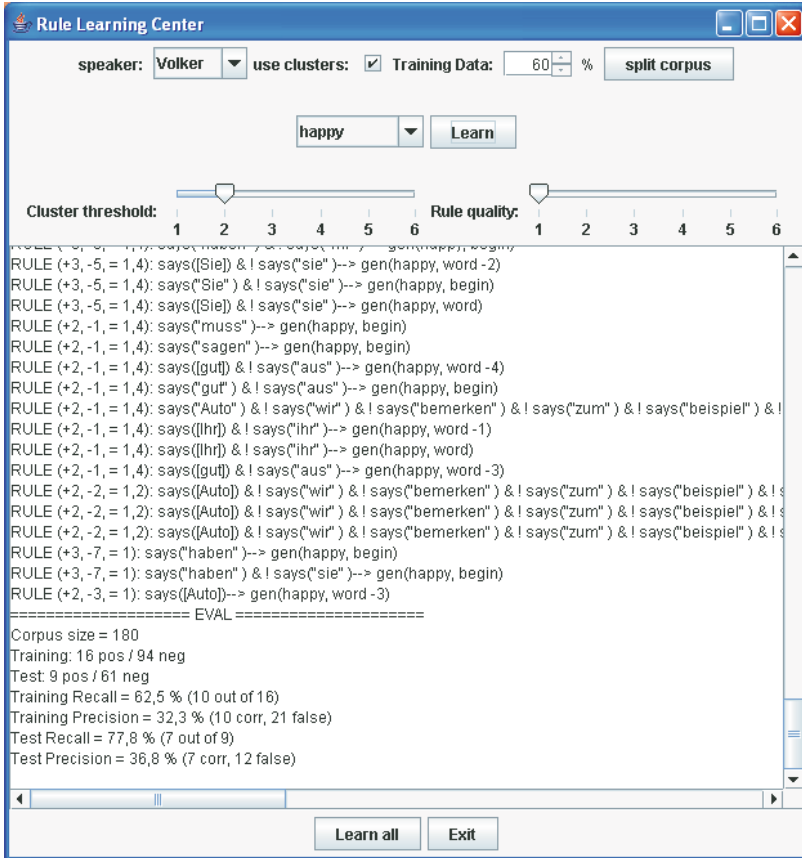 Rule Learning Center
speaker: Volker use clusters: Training Data: 60 % split corpus
happy Learn
Cluster threshold: 1 2 3 4 5 6 Rule quality: 1 2 3 4 5 6
RULE (+3, -5, = 1,4): says([Sie]) & ! says("sie" )--> gen(happy, word -2)
RULE (+3, -5, = 1,4): says("Sie" ) & ! says("sie" )--> gen(happy, begin)
RULE (+3, -5, = 1,4): says([Sie]) & ! says("sie" )--> gen(happy, word)
RULE (+2, -1, = 1,4): says("muss" )--> gen(happy, begin)
RULE (+2, -1, = 1,4): says("sagen" )--> gen(happy, begin)
RULE (+2, -1, = 1,4): says([gut]) & ! says("aus" )--> gen(happy, word -4)
RULE (+2, -1, = 1,4): says("gut" ) & ! says("aus" )--> gen(happy, begin)
RULE (+2, -1, = 1,4): says("Auto" ) & ! says("wir" ) & ! says("bemerken" ) & ! says("zum" ) & ! says("beispiel" ) & !
RULE (+2, -1, = 1,4): says([Ihr]) & ! says("ihr" )--> gen(happy, word -1)
RULE (+2, -1, = 1,4): says([Ihr]) & ! says("ihr" )--> gen(happy, word)
RULE (+2, -1, = 1,4): says([gut]) & ! says("aus" )--> gen(happy, word -3)
RULE (+2, -2, = 1,2): says([Auto]) & ! says("wir" ) & ! says("bemerken" ) & ! says("zum" ) & ! says("beispiel" ) & ! s
RULE (+2, -2, = 1,2): says([Auto]) & ! says("wir" ) & ! says("bemerken" ) & ! says("zum" ) & ! says("beispiel" ) & ! s
RULE (+2, -2, = 1,2): says([Auto]) & ! says("wir" ) & ! says("bemerken" ) & ! says("zum" ) & ! says("beispiel" ) & ! s
RULE (+3, -7, = 1): says("haben" )--> gen(happy, begin)
RULE (+3, -7, = 1): says("haben" ) & ! says("sie" )--> gen(happy, begin)
RULE (+2, -3, = 1): says([Auto])--> gen(happy, word -3)
==================== EVAL =====================
Corpus size = 180
Training: 16 pos / 94 neg
Test: 9 pos / 61 neg
Training Recall = 62,5 % (10 out of 16)
Training Precision = 32,3 % (10 corr, 21 false)
Test Recall = 77,8 % (7 out of 9)
Test Precision = 36,8 % (7 corr, 12 false)
Learn all Exit